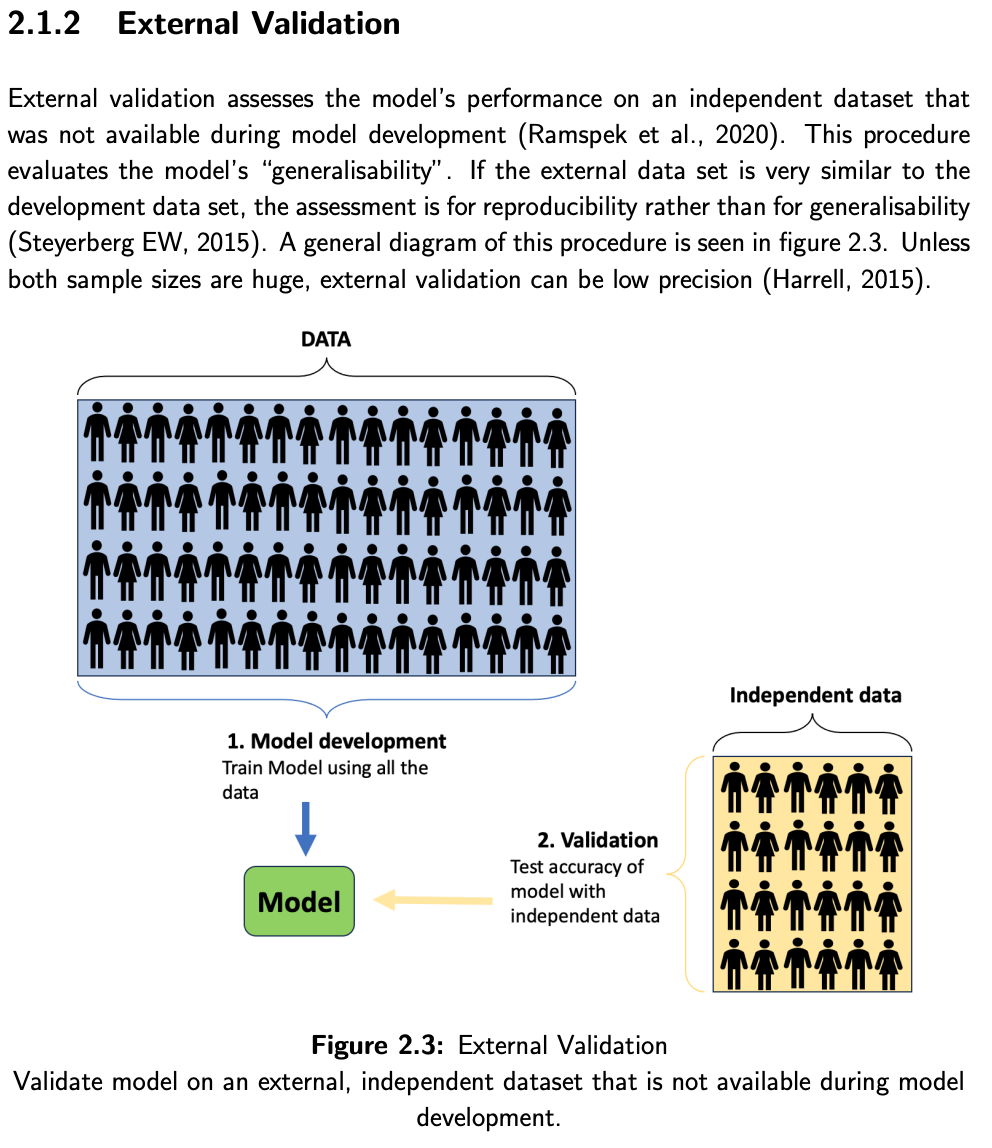 2.1.2 External Validation
External validation assesses the model's performance on an independent dataset that
was not available during model development (Ramspek et al., 2020). This procedure
evaluates the model's “generalisability”. If the external data set is very similar to the
development data set, the assessment is for reproducibility rather than for generalisability
(Steyerberg EW, 2015). A general diagram of this procedure is seen in figure 2.3. Unless
both sample sizes are huge, external validation can be low precision (Harrell, 2015).
DATA
1. Model development
Train Model using all the
data
Model
Independent data
2. Validation
Test accuracy of
model with
independent data
Figure 2.3: External Validation
Validate model on an external, independent dataset that is not available during model
development.